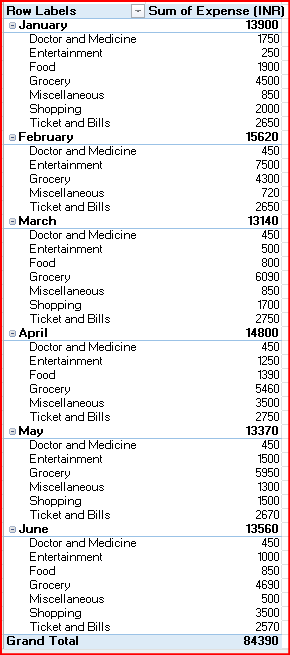 Row Labels Sum of Expense (INR)
January 13900
Doctor and Medicine 1750
Entertainment 250
Food 1900
Grocery 4500
Miscellaneous 850
Shopping 2000
Ticket and Bills 2650
February 15620
Doctor and Medicine 450
Entertainment 7500
Grocery 4300
Miscellaneous 720
Ticket and Bills 2650
March 13140
Doctor and Medicine 450
Entertainment 500
Food 800
Grocery 6090
Miscellaneous 850
Shopping 1700
Ticket and Bills 2750
April 14800
Doctor and Medicine 450
Entertainment 1250
Food 1390
Grocery 5460
Miscellaneous 3500
Ticket and Bills 2750
May 13370
Doctor and Medicine 450
Entertainment 1500
Grocery 5950
Miscellaneous 1300
Shopping 1500
Ticket and Bills 2670
June 13560
Doctor and Medicine 450
Entertainment 1000
Food 850
Grocery 4690
Miscellaneous 500
Shopping 3500
Ticket and Bills 2570
Grand Total 84390